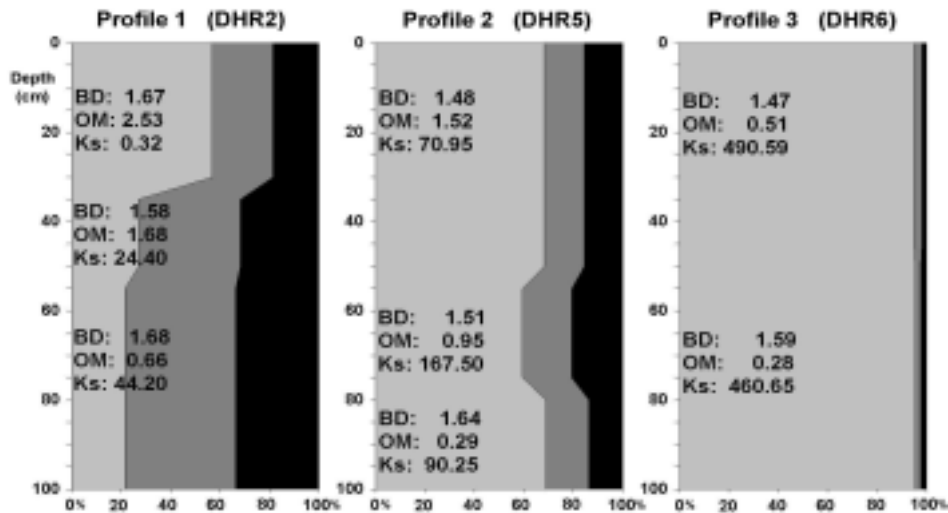 Profile 1 (DHR2)
0
Depth
(cm)
20
40
60
80
100
BD: 1.67
OM: 2.53
Ks: 0.32
BD: 1.58
OM: 1.68
Ks: 24.40
BD: 1.68
OM: 0.66
Ks: 44.20
0% 20 40 60 80 100%
Profile 2 (DHR5)
0
20
40
60
80
100
BD: 1.48
OM: 1.52
Ks: 70.95
BD: 1.51
OM: 0.95
Ks: 167.50
BD: 1.64
OM: 0.29
Ks: 90.25
0% 20 40 60 80 100%
Profile 3 (DHR6)
0
20
40
60
80
100
BD: 1.47
OM: 0.51
Ks: 490.59
BD: 1.59
OM: 0.28
Ks: 460.65
0% 20 40 60 80 100%